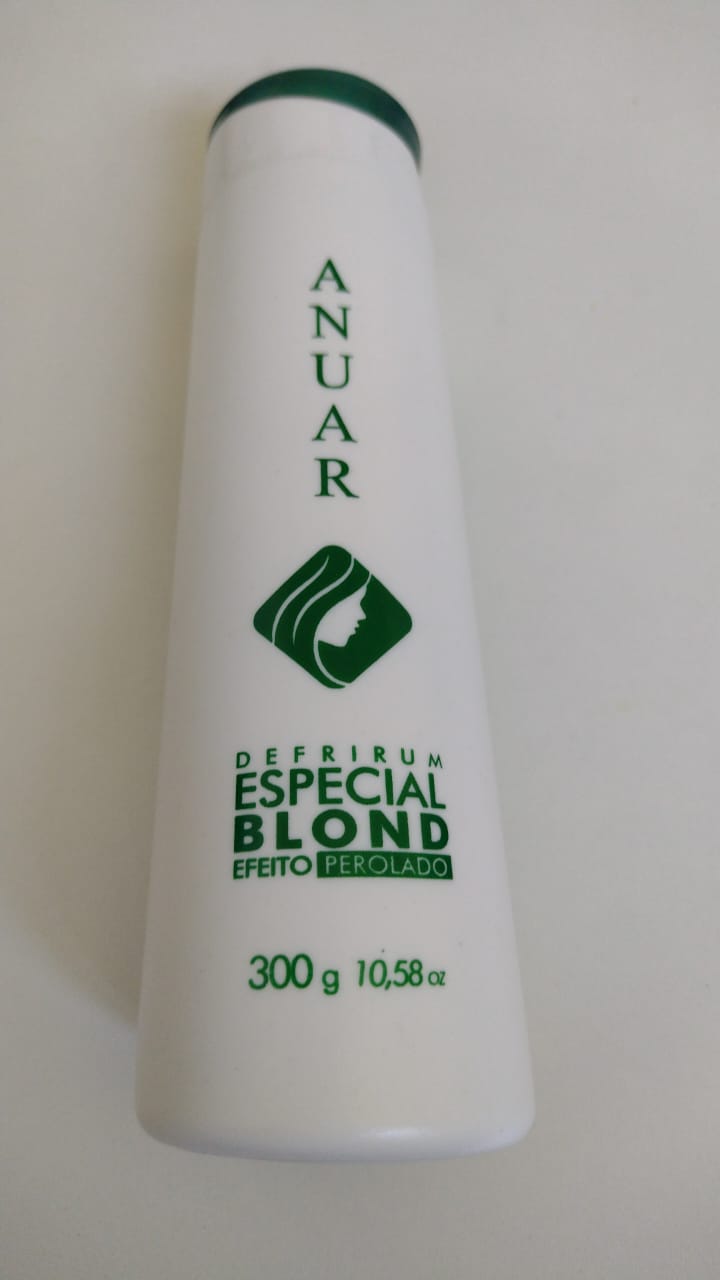 ANUAR
DEFRIRUM
ESPECIAL
BLOND
EFEITO PEROLADO
300 g 10,58 oz